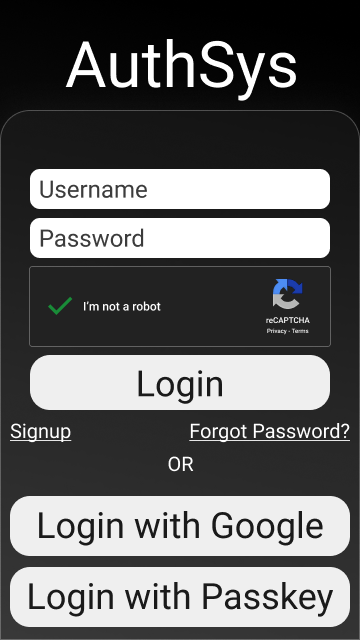 AuthSys
Username
Password
I'm not a robot
reCAPTCHA
Privacy - Terms
Login
Signup Forgot Password?
OR
Login with Google
Login with Passkey